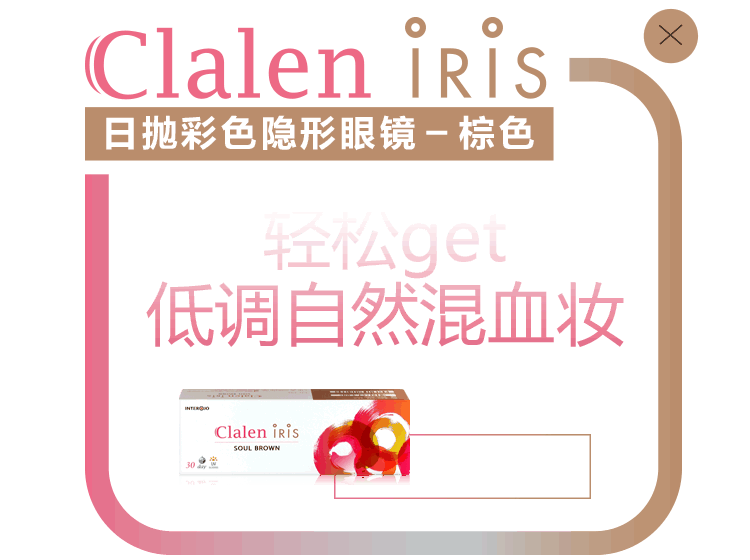 Clalen iRiS
日抛彩色隐形眼镜－棕色
轻松get
低调自然混血妆
INTEROJO
Clalen iRiS
SOUL BROWN
30